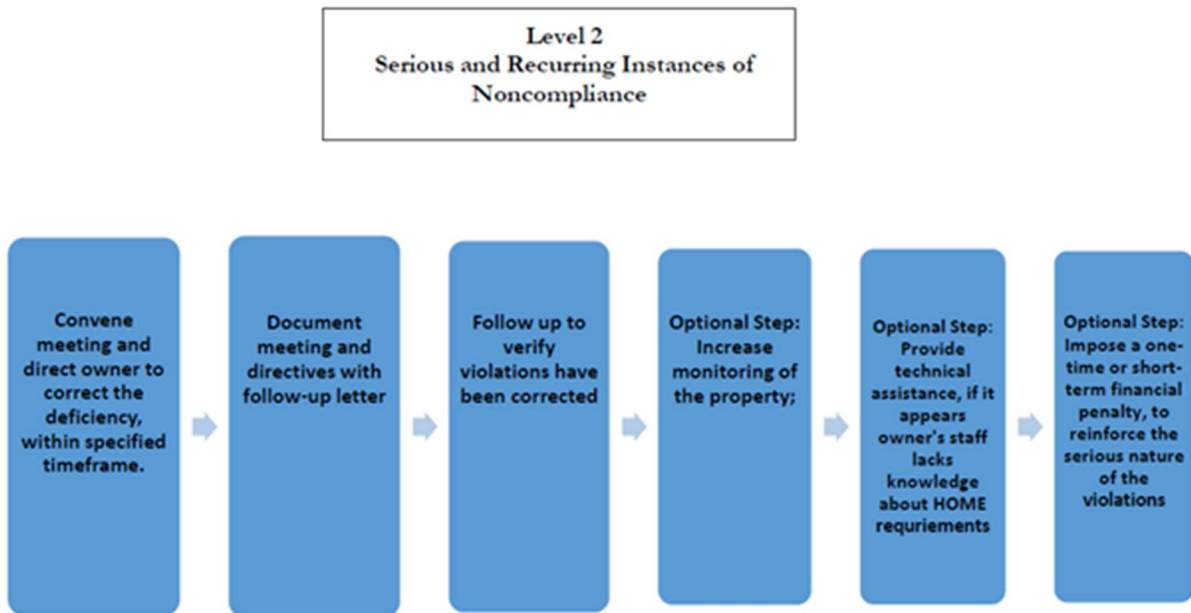 Level 2
Serious and Recurring Instances of
Noncompliance
Convene
meeting and
direct owner to
correct the
deficiency,
within specified
timeframe.
Document
meeting and
directives with
follow-up letter
Follow up to
verify
violations have
been corrected
Optional Step:
Increase
monitoring of
the property;
Optional Step:
Provide
technical
assistance, if it
appears
owner's staff
lacks
knowledge
about HOME
requriements
Optional Step:
Impose a one-
time or short-
term financial
penalty, to
reinforce the
serious nature
of the
violations